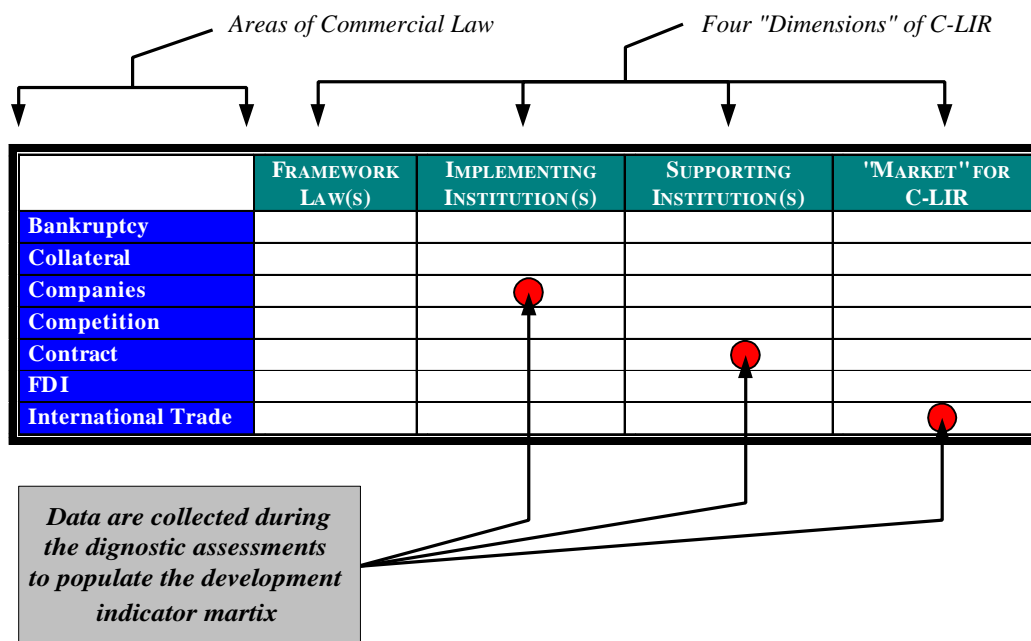 Areas of Commercial Law
Four "Dimensions" of C-LIR
FRAMEWORK LAW(S)
IMPLEMENTING INSTITUTION(S)
SUPPORTING INSTITUTION(S)
"MARKET" FOR C-LIR
Bankruptcy
Collateral
Companies
Competition
Contract
FDI
International Trade
Data are collected during
the dignostic assessments
to populate the development
indicator martix